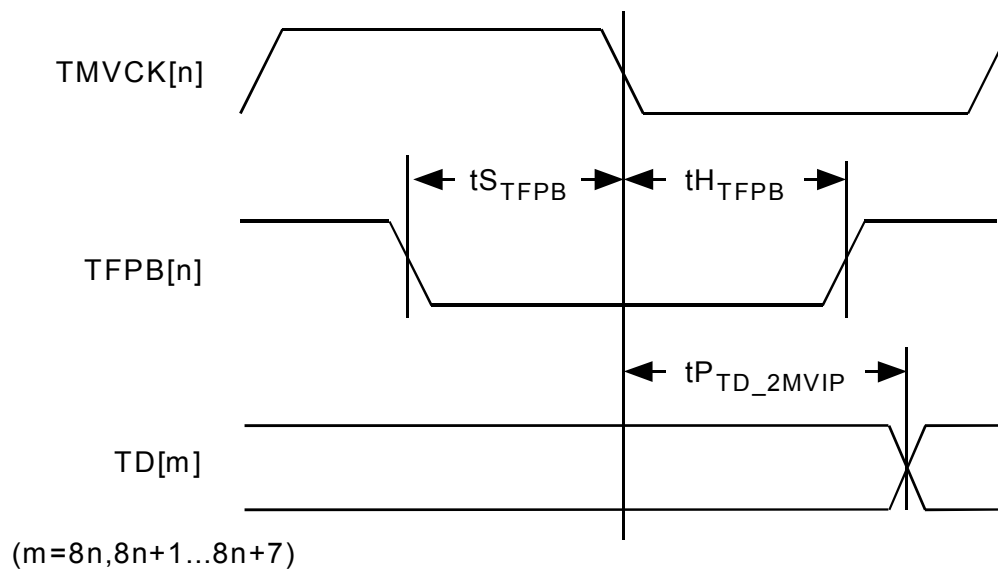 TMVCK[n]
tS_TFPB tH_TFPB
TFPB[n]
tP_TD_2MVIP
TD[m]
(m=8n,8n+1...8n+7)